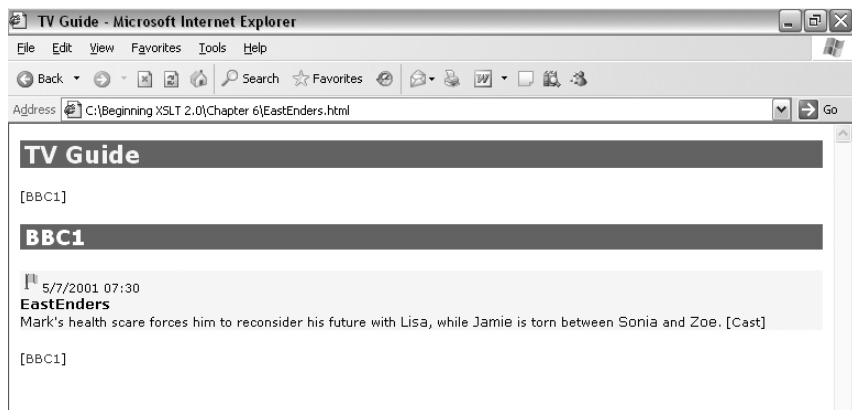 TV Guide - Microsoft Internet Explorer
File Edit View Favorites Tools Help
Back Search Favorites
Address C:\Beginning XSLT 2.0\Chapter 6\EastEnders.html Go
TV Guide
[BBC1]
BBC1
5/7/2001 07:30
EastEnders
Mark's health scare forces him to reconsider his future with Lisa, while Jamie is torn between Sonia and Zoe. [Cast]
[BBC1]